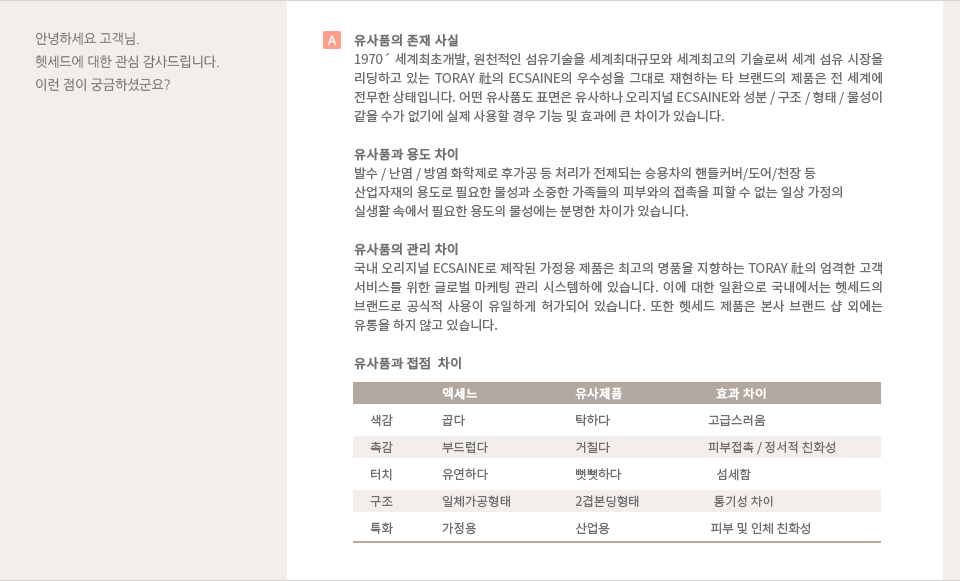 안녕하세요 고객님.
헷세드에 대한 관심 감사드립니다.
이런 점이 궁금하셨군요?
A 유사품의 존재 사실
1970´ 세계최초개발, 원천적인 섬유기술을 세계최대규모와 세계최고의 기술로써 세계 섬유 시장을
리딩하고 있는 TORAY 社의 ECSAINE의 우수성을 그대로 재현하는 타 브랜드의 제품은 전 세계에
전무한 상태입니다. 어떤 유사품도 표면은 유사하나 오리지널 ECSAINE와 성분 / 구조 / 형태 / 물성이
같을 수가 없기에 실제 사용할 경우 기능 및 효과에 큰 차이가 있습니다.
유사품과 용도 차이
발수 / 난염 / 방염 화학제로 후가공 등 처리가 전제되는 승용차의 핸들커버/도어/천장 등
산업자재의 용도로 필요한 물성과 소중한 가족들의 피부와의 접촉을 피할 수 없는 일상 가정의
실생활 속에서 필요한 용도의 물성에는 분명한 차이가 있습니다.
유사품의 관리 차이
국내 오리지널 ECSAINE로 제작된 가정용 제품은 최고의 명품을 지향하는 TORAY 社의 엄격한 고객
서비스를 위한 글로벌 마케팅 관리 시스템하에 있습니다. 이에 대한 일환으로 국내에서는 헷세드의
브랜드로 공식적 사용이 유일하게 허가되어 있습니다. 또한 헷세드 제품은 본사 브랜드 샵 외에는
유통을 하지 않고 있습니다.
유사품과 접점 차이
엑세느 유사제품 효과 차이
색감 곱다 탁하다 고급스러움
촉감 부드럽다 거칠다 피부접촉 / 정서적 친화성
터치 유연하다 뻣뻣하다 섬세함
구조 일체가공형태 2겹본딩형태 통기성 차이
특화 가정용 산업용 피부 및 인체 친화성